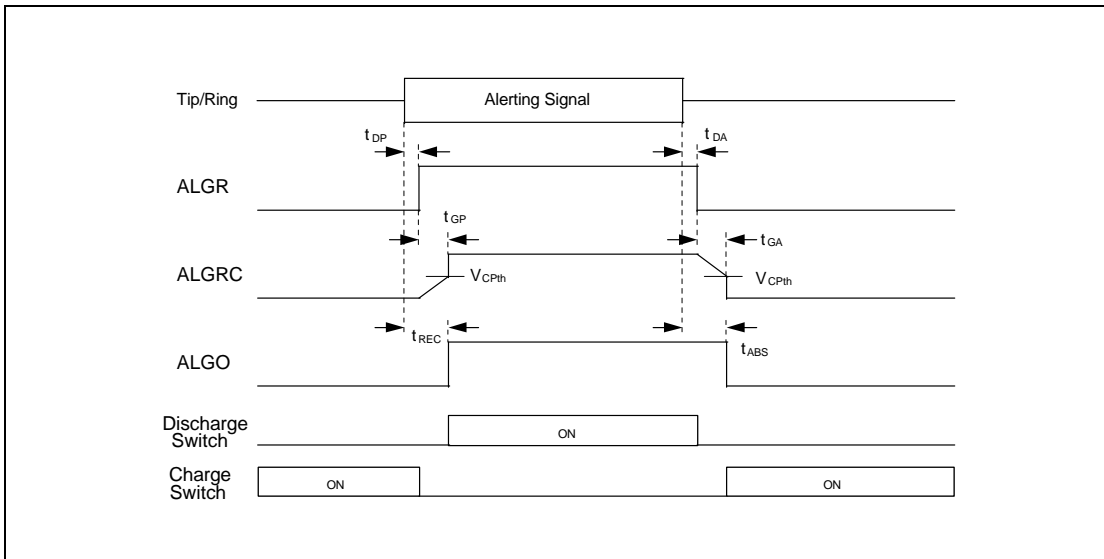 Tip/Ring
Alerting Signal
tDP
tDA
ALGR
tGP
tGA
ALGRC
VCPth
VCPth
tREC
tABS
ALGO
Discharge
Switch
ON
Charge
Switch
ON
ON